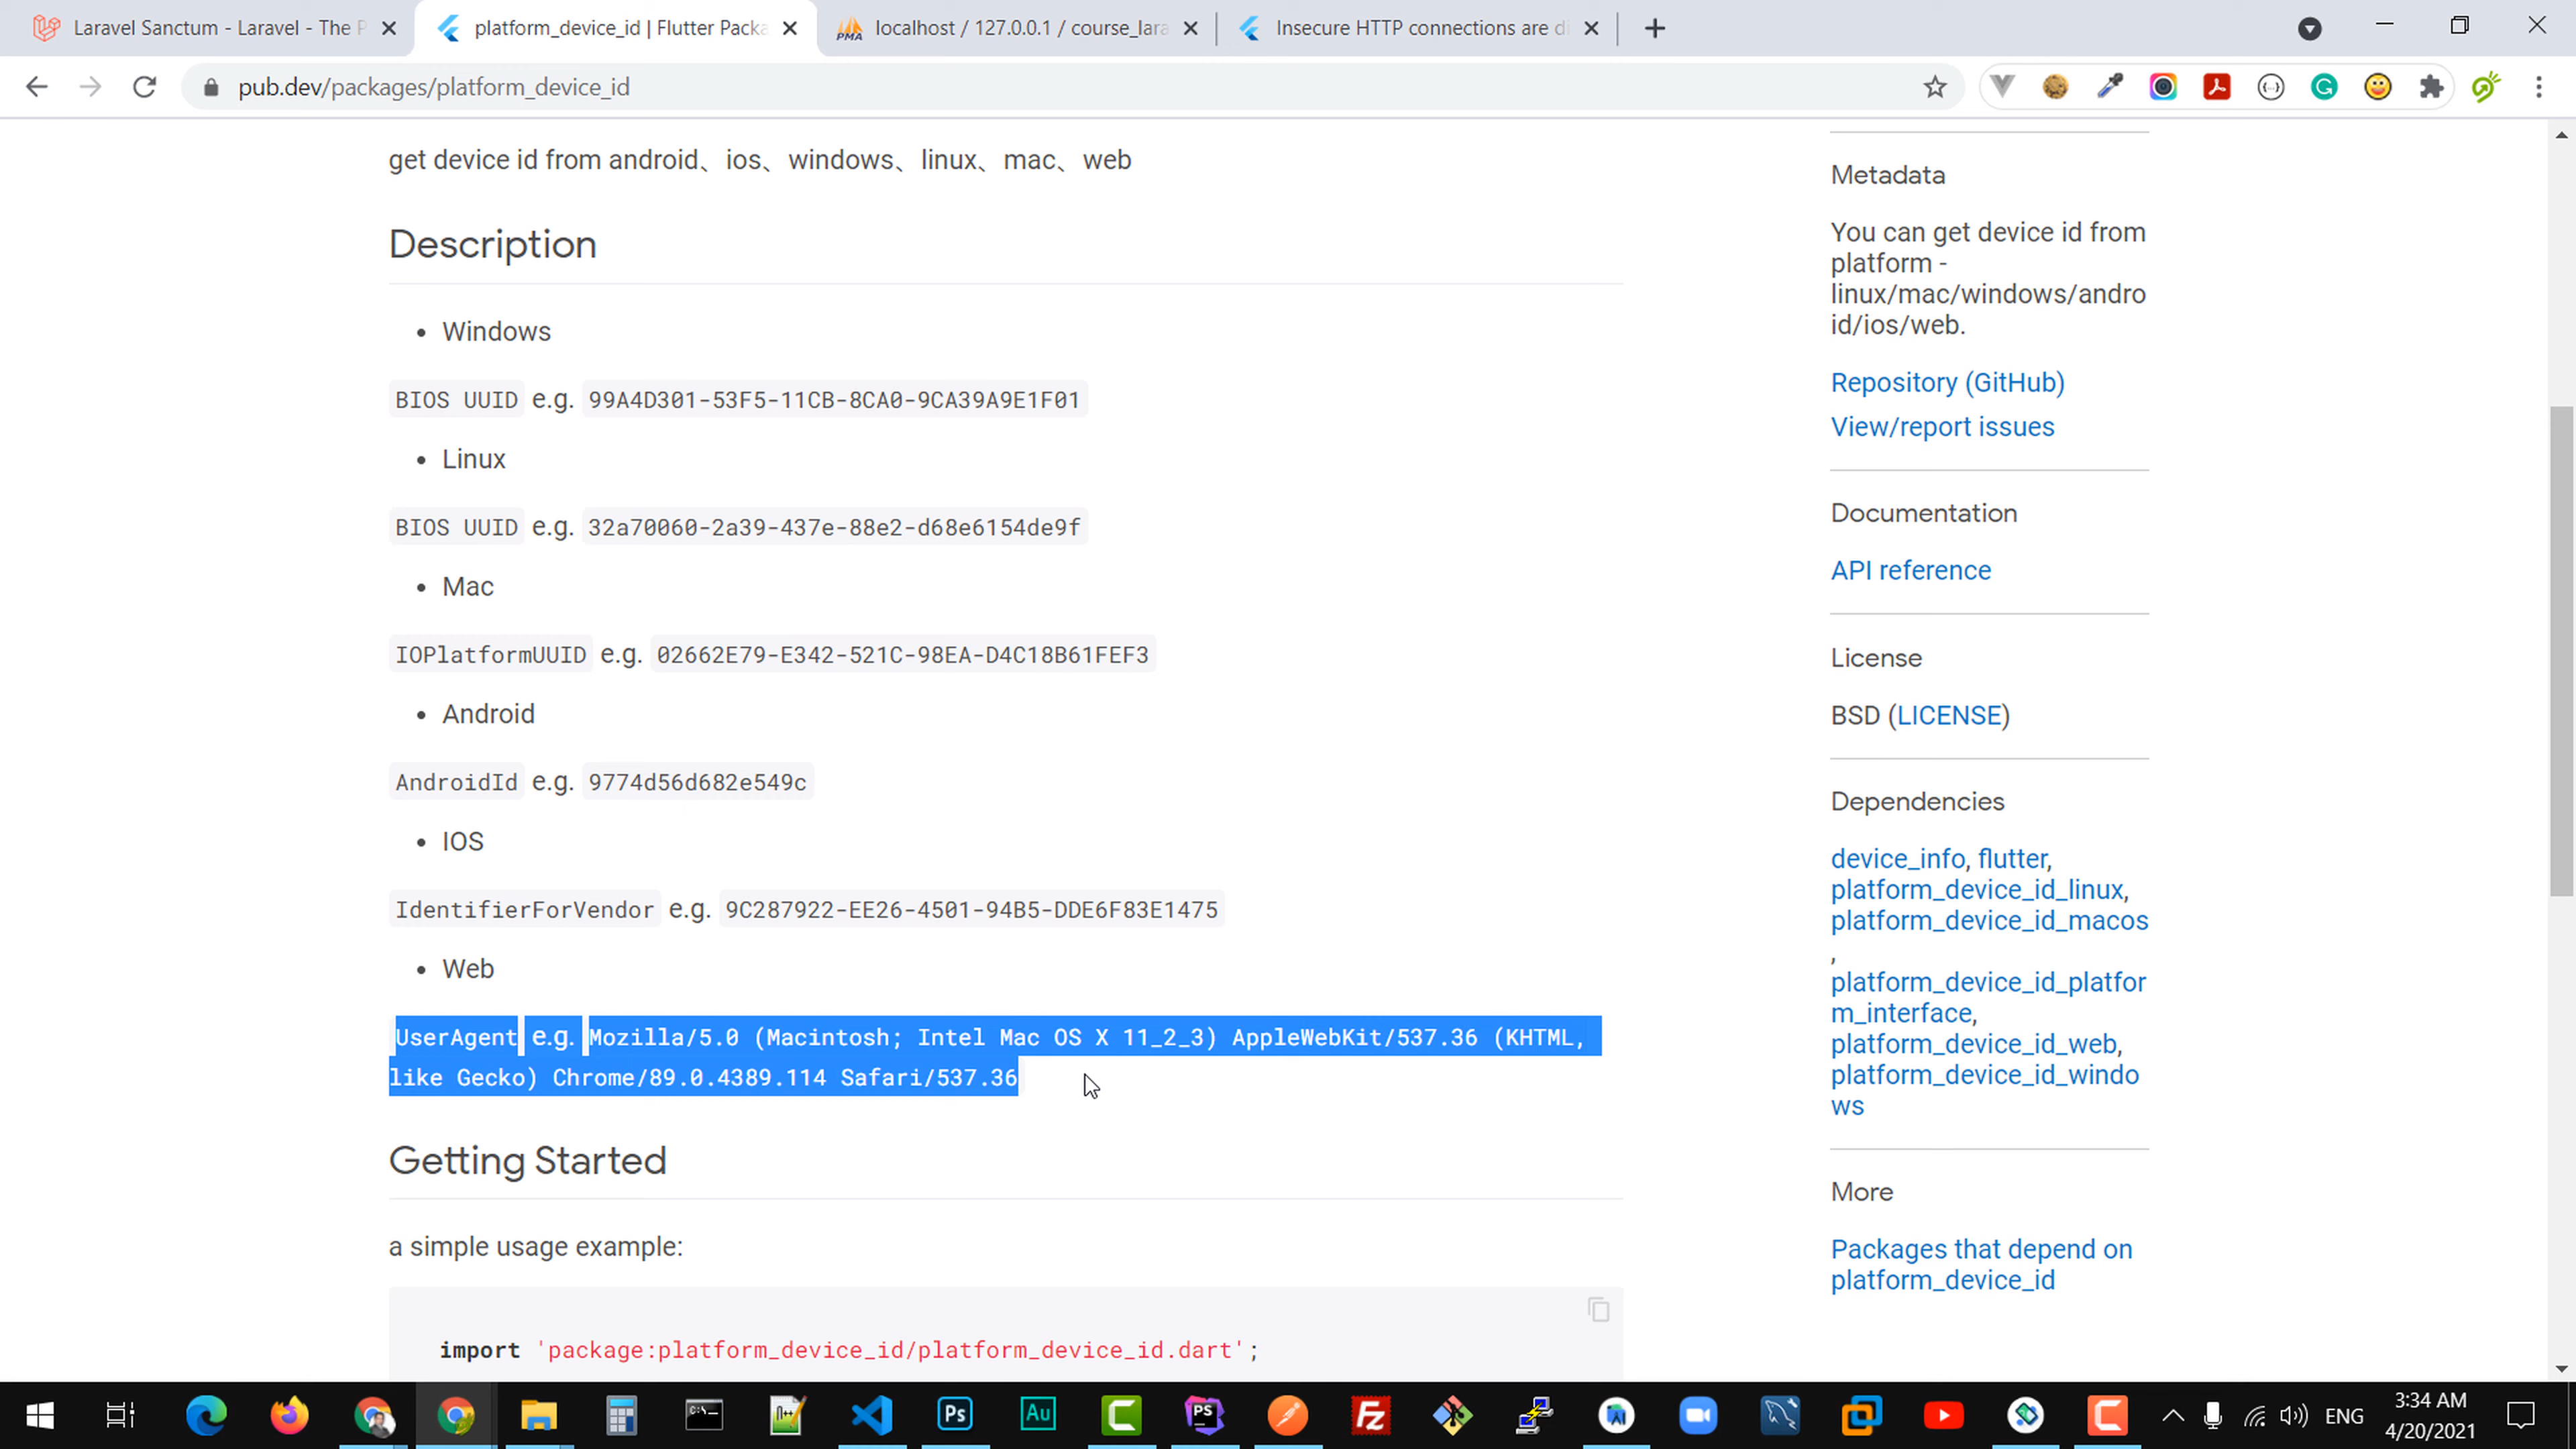 Laravel Sanctum - Laravel - The P
platform_device_id | Flutter Packa
localhost / 127.0.0.1 / course_lara
Insecure HTTP connections are di
pub.dev/packages/platform_device_id
get device id from android、ios、windows、linux、mac、web
Description
• Windows
BIOS UUID e.g. 99A4D301-53F5-11CB-8CA0-9CA39A9E1F01
• Linux
BIOS UUID e.g. 32a70060-2a39-437e-88e2-d68e6154de9f
• Mac
IOPlatformUUID e.g. 02662E79-E342-521C-98EA-D4C18B61FEF3
• Android
AndroidId e.g. 9774d56d682e549c
• IOS
IdentifierForVendor e.g. 9C287922-EE26-4501-94B5-DDE6F83E1475
• Web
UserAgent e.g. Mozilla/5.0 (Macintosh; Intel Mac OS X 11_2_3) AppleWebKit/537.36 (KHTML,
like Gecko) Chrome/89.0.4389.114 Safari/537.36
Getting Started
a simple usage example:
import 'package:platform_device_id/platform_device_id.dart';
Metadata
You can get device id from
platform -
linux/mac/windows/andro
id/ios/web.
Repository (GitHub)
View/report issues
Documentation
API reference
License
BSD (LICENSE)
Dependencies
device_info, flutter,
platform_device_id_linux,
platform_device_id_macos
,
platform_device_id_platfor
m_interface,
platform_device_id_web,
platform_device_id_windo
ws
More
Packages that depend on
platform_device_id
ENG
3:34 AM
4/20/2021